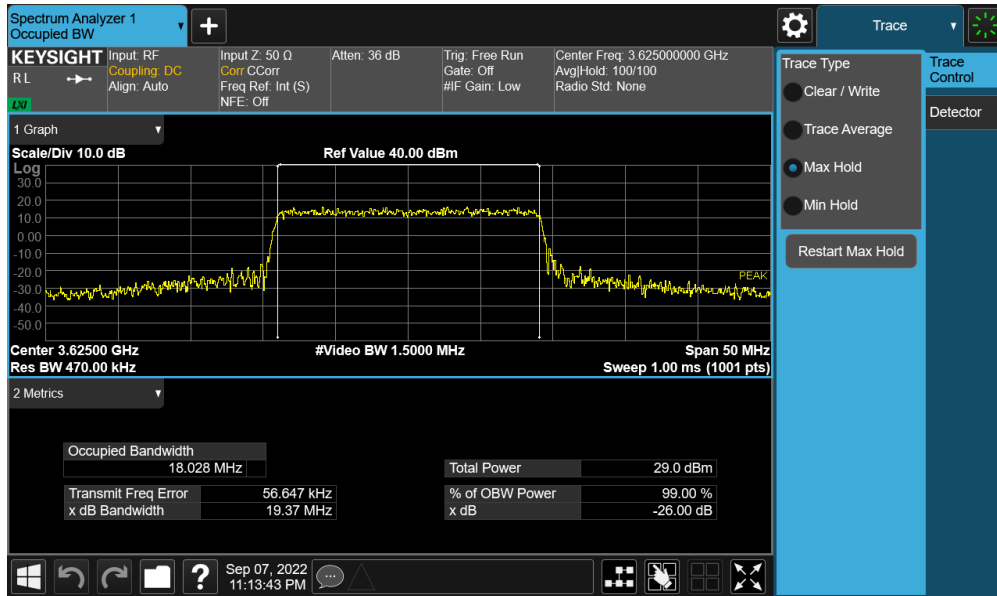 Spectrum Analyzer 1
Occupied BW
+
Trace
KEYSIGHT
R L
LXI
Input: RF
Coupling: DC
Align: Auto
Input Z: 50 Ω
Corr CCorr
Freq Ref: Int (S)
NFE: Off
Atten: 36 dB
Trig: Free Run
Gate: Off
#IF Gain: Low
Center Freq: 3.625000000 GHz
Avg|Hold: 100/100
Radio Std: None
Trace Type
Clear / Write
Trace Average
Max Hold
Min Hold
Restart Max Hold
Trace
Control
Detector
1 Graph
Scale/Div 10.0 dB
Ref Value 40.00 dBm
Log
30.0
20.0
10.0
0.00
-10.0
-20.0
-30.0
-40.0
-50.0
PEAK
Center 3.62500 GHz
#Video BW 1.5000 MHz
Span 50 MHz
Res BW 470.00 kHz
Sweep 1.00 ms (1001 pts)
2 Metrics
Occupied Bandwidth
18.028 MHz
Total Power 29.0 dBm
Transmit Freq Error 56.647 kHz
% of OBW Power 99.00 %
x dB Bandwidth 19.37 MHz
x dB -26.00 dB
?
Sep 07, 2022
11:13:43 PM